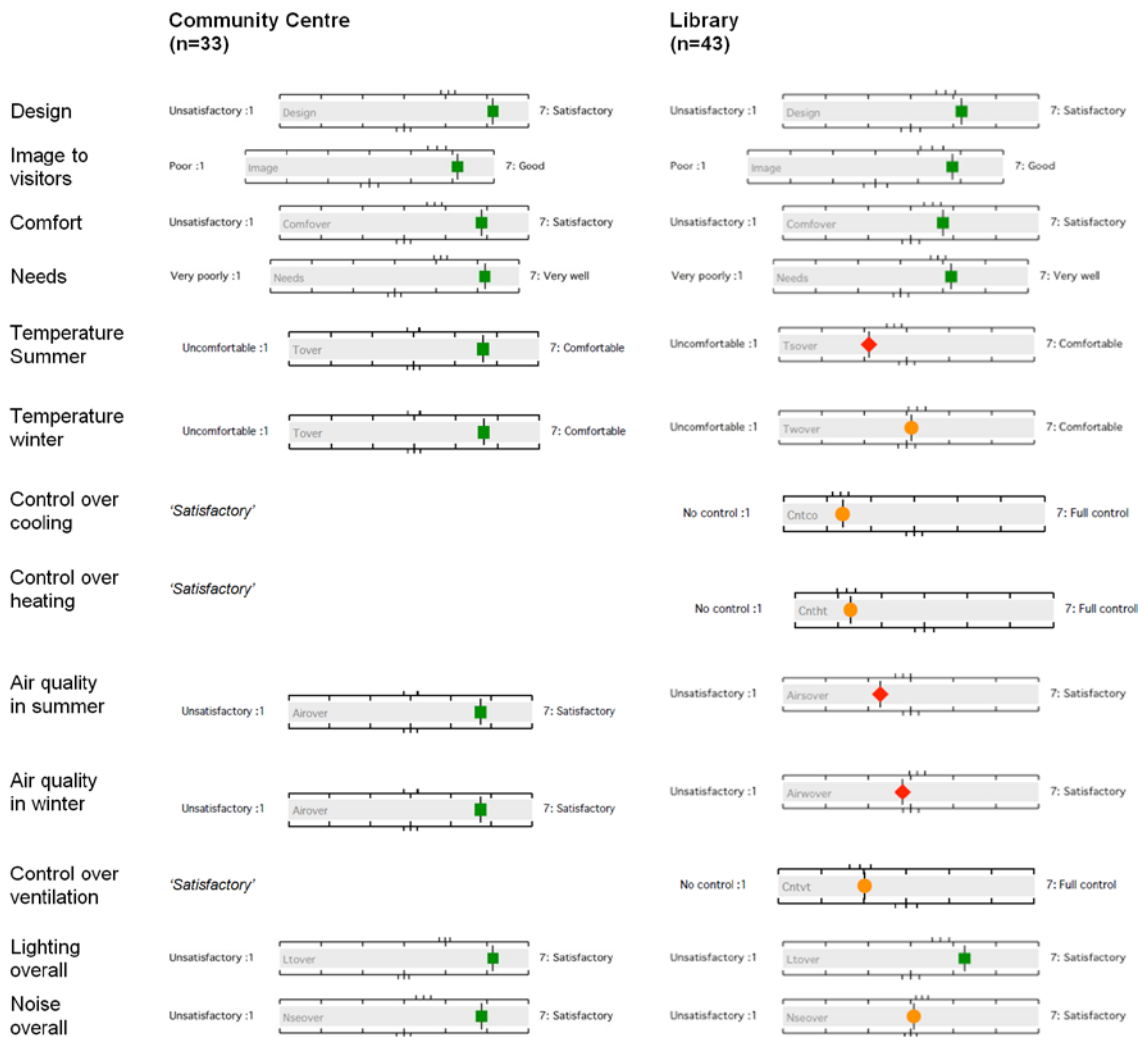 Community Centre
(n=33)
Library
(n=43)
Design
Unsatisfactory :1 Design 7: Satisfactory
Unsatisfactory :1 Design 7: Satisfactory
Image to
visitors
Poor :1 Image 7: Good
Poor :1 Image 7: Good
Comfort
Unsatisfactory :1 Comfover 7: Satisfactory
Unsatisfactory :1 Comfover 7: Satisfactory
Needs
Very poorly :1 Needs 7: Very well
Very poorly :1 Needs 7: Very well
Temperature
Summer
Uncomfortable :1 Tover 7: Comfortable
Uncomfortable :1 Tsover 7: Comfortable
Temperature
winter
Uncomfortable :1 Tover 7: Comfortable
Uncomfortable :1 Twover 7: Comfortable
Control over
cooling
‘Satisfactory’
No control :1 Cntco 7: Full control
Control over
heating
‘Satisfactory’
No control :1 Cntht 7: Full control
Air quality
in summer
Unsatisfactory :1 Airover 7: Satisfactory
Unsatisfactory :1 Airsover 7: Satisfactory
Air quality
in winter
Unsatisfactory :1 Airover 7: Satisfactory
Unsatisfactory :1 Airwover 7: Satisfactory
Control over
ventilation
‘Satisfactory’
No control :1 Cntvt 7: Full control
Lighting
overall
Unsatisfactory :1 Ltover 7: Satisfactory
Unsatisfactory :1 Ltover 7: Satisfactory
Noise
overall
Unsatisfactory :1 Nseover 7: Satisfactory
Unsatisfactory :1 Nseover 7: Satisfactory